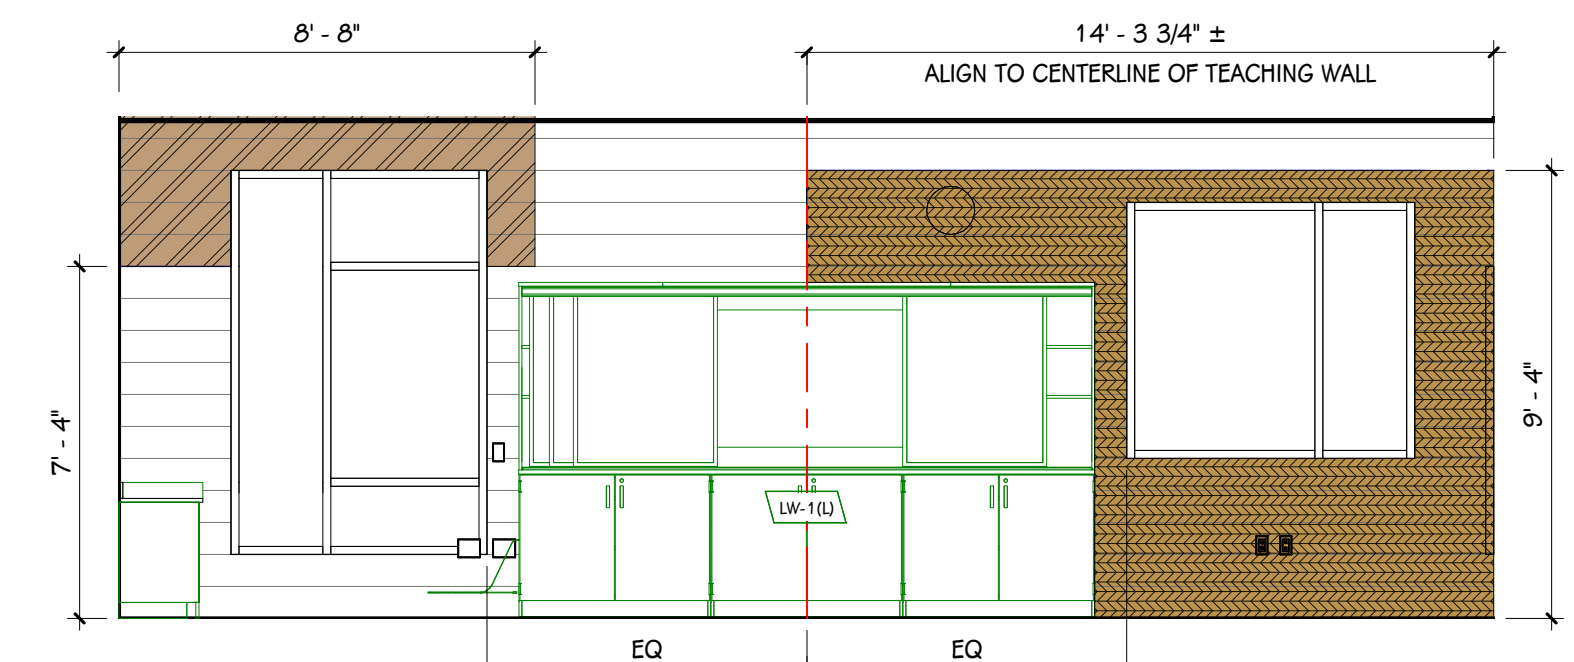 8' - 8"
14' - 3 3/4" ±
ALIGN TO CENTERLINE OF TEACHING WALL
7' - 4"
9' - 4"
LW-1(L)
EQ
EQ